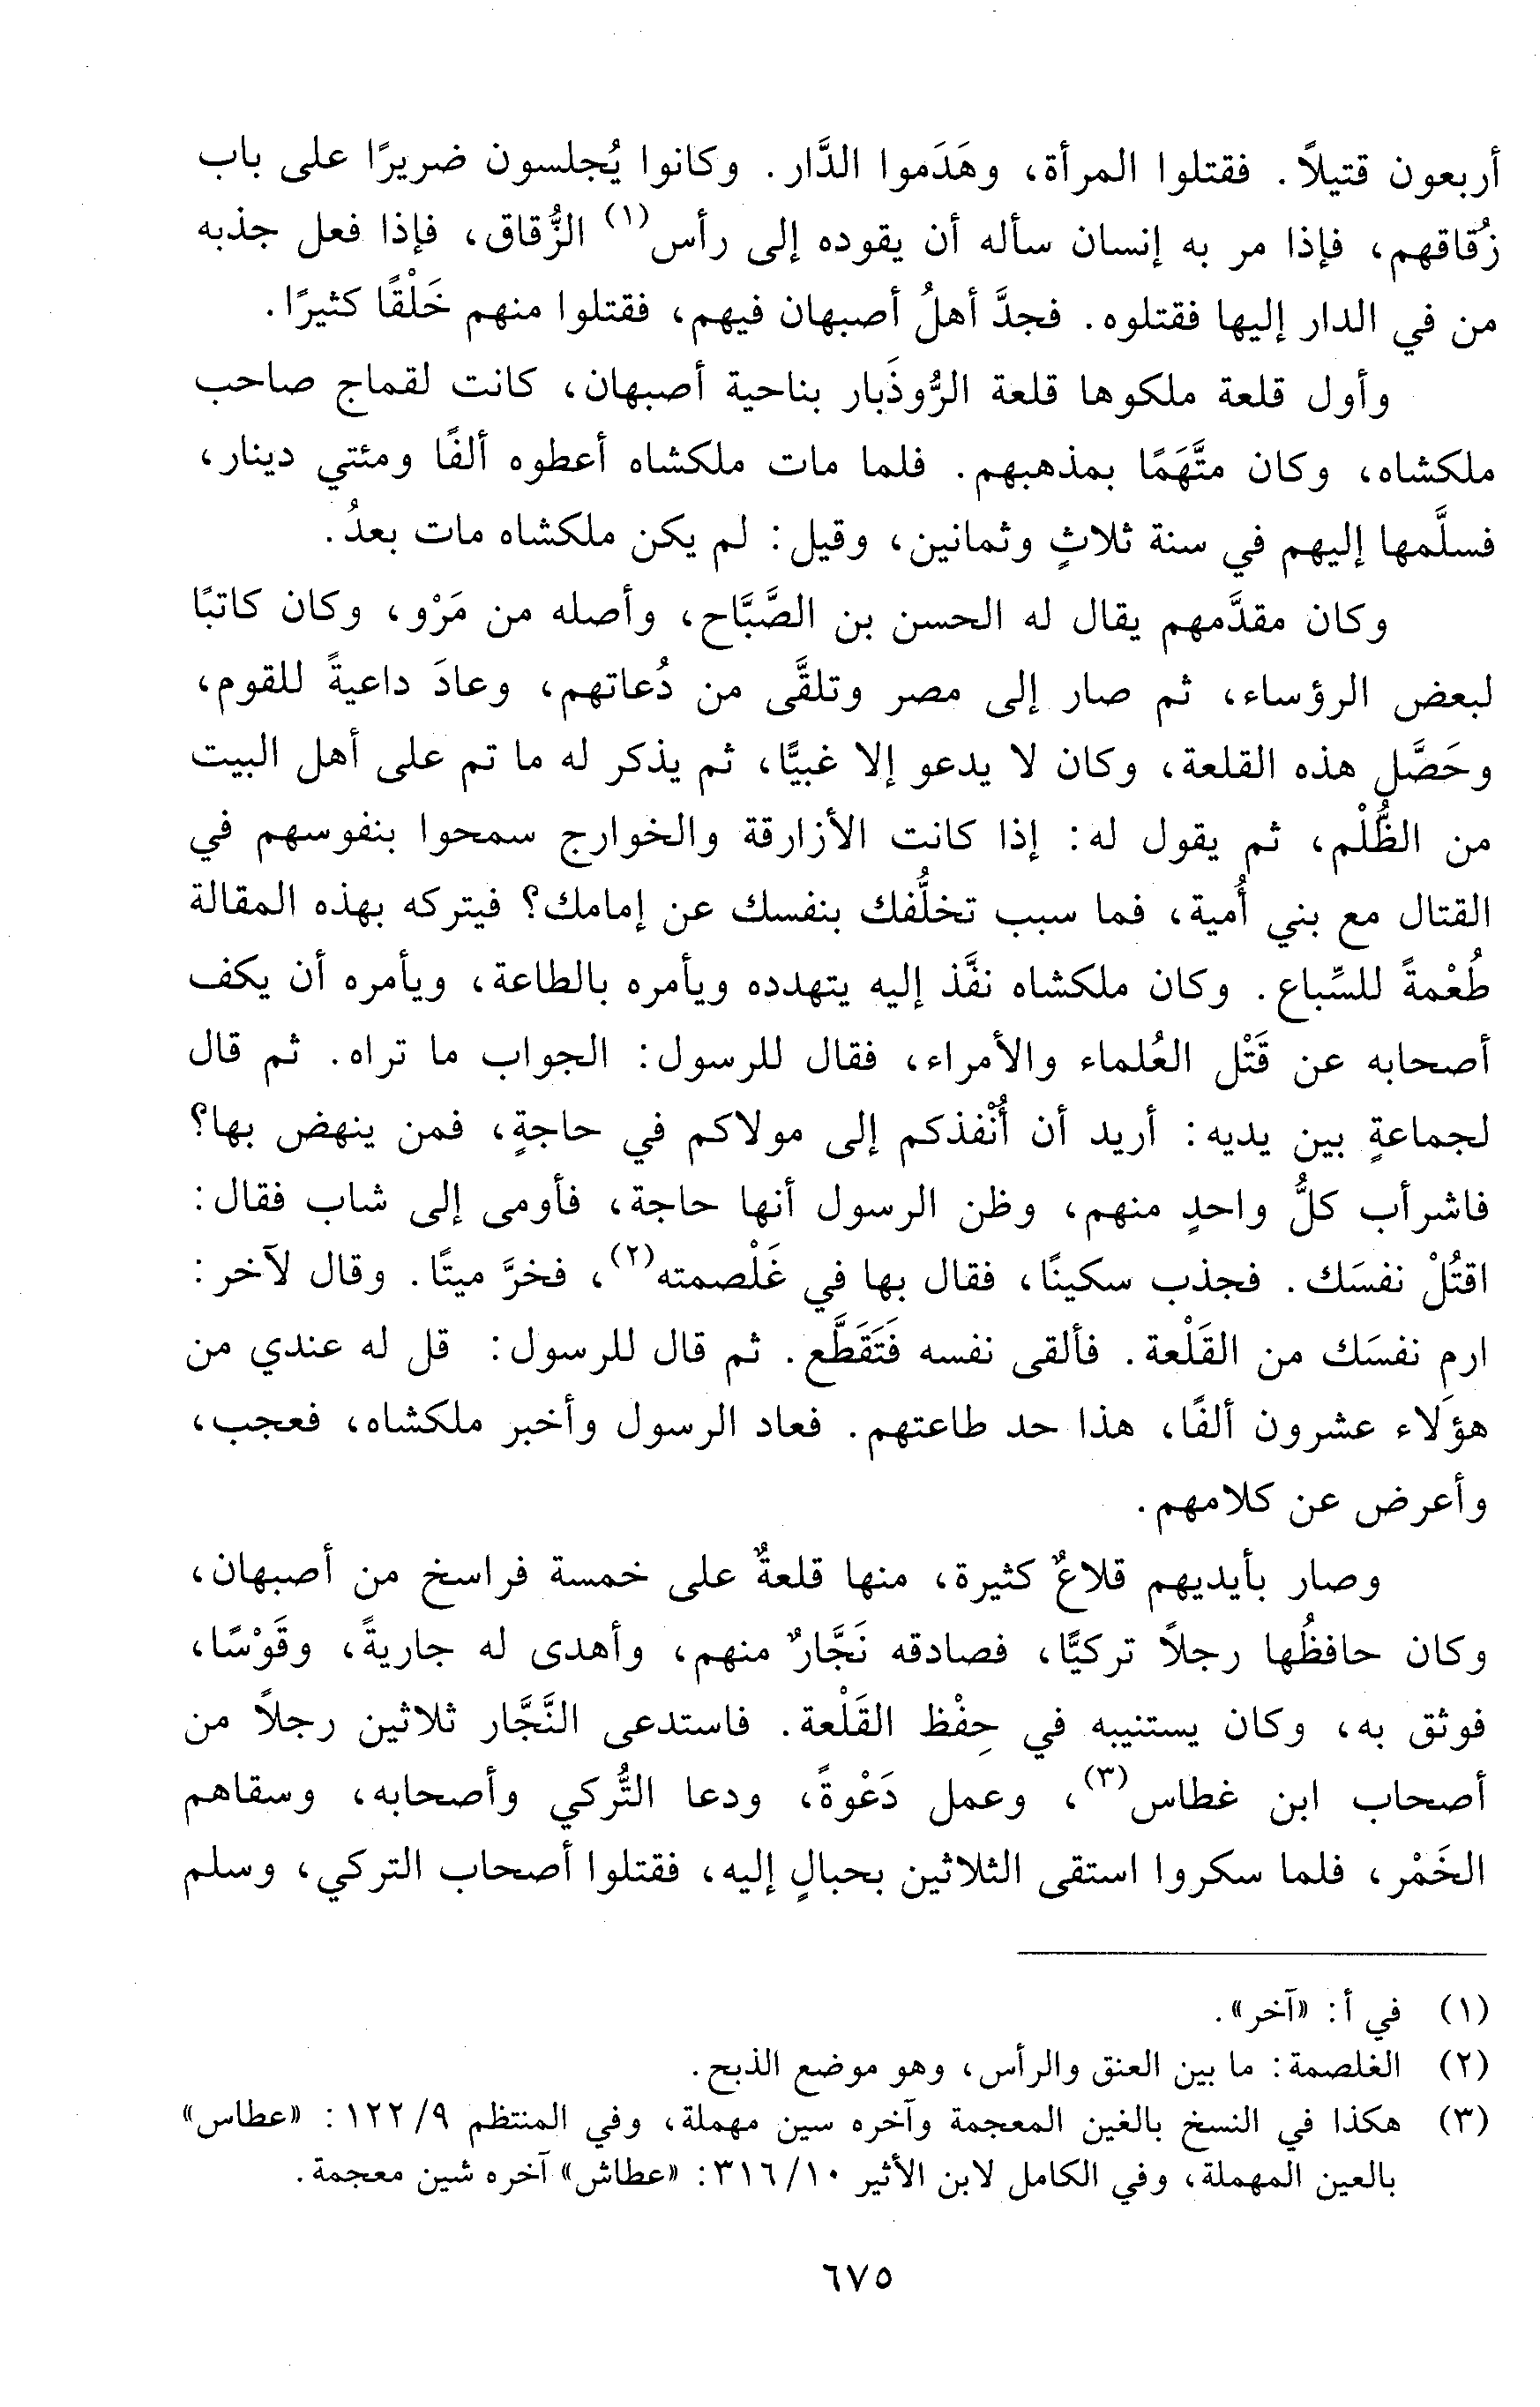 أربعون قتيلاً. فقتلوا المرأة، وهَدَموا الدَّار. وكانوا يُجلسون ضريرًا على باب
زُقاقهم، فإذا مر به إنسان سأله أن يقوده إلى رأس(١) الزُّقاق، فإذا فعل جذبه
من في الدار إليها فقتلوه. فجدَّ أهلُ أصبهان فيهم، فقتلوا منهم خَلْقًا كثيرًا.
وأول قلعة ملكوها قلعة الرُّوذَبار بناحية أصبهان، كانت لقماج صاحب
ملكشاه، وكان متَّهَمًا بمذهبهم. فلما مات ملكشاه أعطوه ألفًا ومئتي دينار،
فسلَّمها إليهم في سنة ثلاثٍ وثمانين، وقيل: لم يكن ملكشاه مات بعدُ.
وكان مقدَّمهم يقال له الحسن بن الصَّبَّاح، وأصله من مَرْو، وكان كاتبًا
لبعض الرؤساء، ثم صار إلى مصر وتلقَّى من دُعاتهم، وعادَ داعيةً للقوم،
وحَصَّل هذه القلعة، وكان لا يدعو إلا غبيًّا، ثم يذكر له ما تم على أهل البيت
من الظُّلْم، ثم يقول له: إذا كانت الأزارقة والخوارج سمحوا بنفوسهم في
القتال مع بني أُمية، فما سبب تخلُّفك بنفسك عن إمامك؟ فيتركه بهذه المقالة
طُعْمةً للسِّباع. وكان ملكشاه نفَّذ إليه يتهدده ويأمره بالطاعة، ويأمره أن يكف
أصحابه عن قَتْل العُلماء والأمراء، فقال للرسول: الجواب ما تراه. ثم قال
لجماعةٍ بين يديه: أريد أن أُنْفذكم إلى مولاكم في حاجةٍ، فمن ينهض بها؟
فاشرأب كلُّ واحدٍ منهم، وظن الرسول أنها حاجة، فأومى إلى شاب فقال:
اقتُلْ نفسَك. فجذب سكينًا، فقال بها في غَلْصمته(٢)، فخرَّ ميتًا. وقال لآخر:
ارم نفسَك من القَلْعة. فألقى نفسه فَتَقَطَّع. ثم قال للرسول: قل له عندي من
هؤلاء عشرون ألفًا، هذا حد طاعتهم. فعاد الرسول وأخبر ملكشاه، فعجب،
وأعرض عن كلامهم.
وصار بأيديهم قلاعٌ كثيرة، منها قلعةٌ على خمسة فراسخ من أصبهان،
وكان حافظُها رجلاً تركيًّا، فصادقه نَجَّارٌ منهم، وأهدى له جاريةً، وقَوْسًا،
فوثق به، وكان يستنيبه في حِفْظ القَلْعة. فاستدعى النَّجَّار ثلاثين رجلاً من
أصحاب ابن غطاس(٣)، وعمل دَعْوةً، ودعا التُّركي وأصحابه، وسقاهم
الخَمْر، فلما سكروا استقى الثلاثين بحبالٍ إليه، فقتلوا أصحاب التركي، وسلم
(١) في أ: «آخر».
(٢) الغلصمة: ما بين العنق والرأس، وهو موضع الذبح.
(٣) هكذا في النسخ بالغين المعجمة وآخره سين مهملة، وفي المنتظم ٩/ ١٢٢: «عطاس»
بالعين المهملة، وفي الكامل لابن الأثير ١٠/ ٣١٦: «عطاش» آخره شين معجمة.
٦٧٥